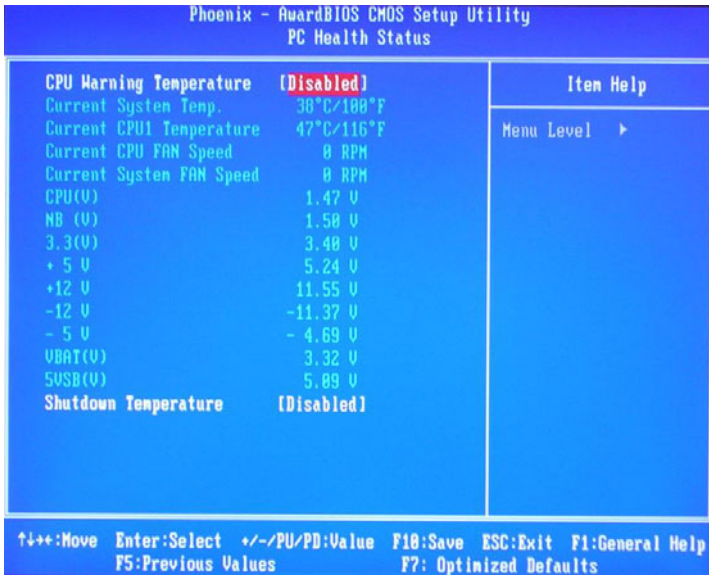 Phoenix - AwardBIOS CMOS Setup Utility
PC Health Status
CPU Warning Temperature [Disabled]
Current System Temp. 38°C/100°F
Current CPU1 Temperature 47°C/116°F
Current CPU FAN Speed 0 RPM
Current System FAN Speed 0 RPM
CPU(V) 1.47 V
NB (V) 1.50 V
3.3(V) 3.40 V
+ 5 V 5.24 V
+12 V 11.55 V
-12 V -11.37 V
- 5 V - 4.69 V
VBAT(V) 3.32 V
5VSB(V) 5.09 V
Shutdown Temperature [Disabled]
Item Help
Menu Level ▸
↑↓→←:Move Enter:Select +/-/PU/PD:Value F10:Save ESC:Exit F1:General Help
F5:Previous Values F7: Optimized Defaults